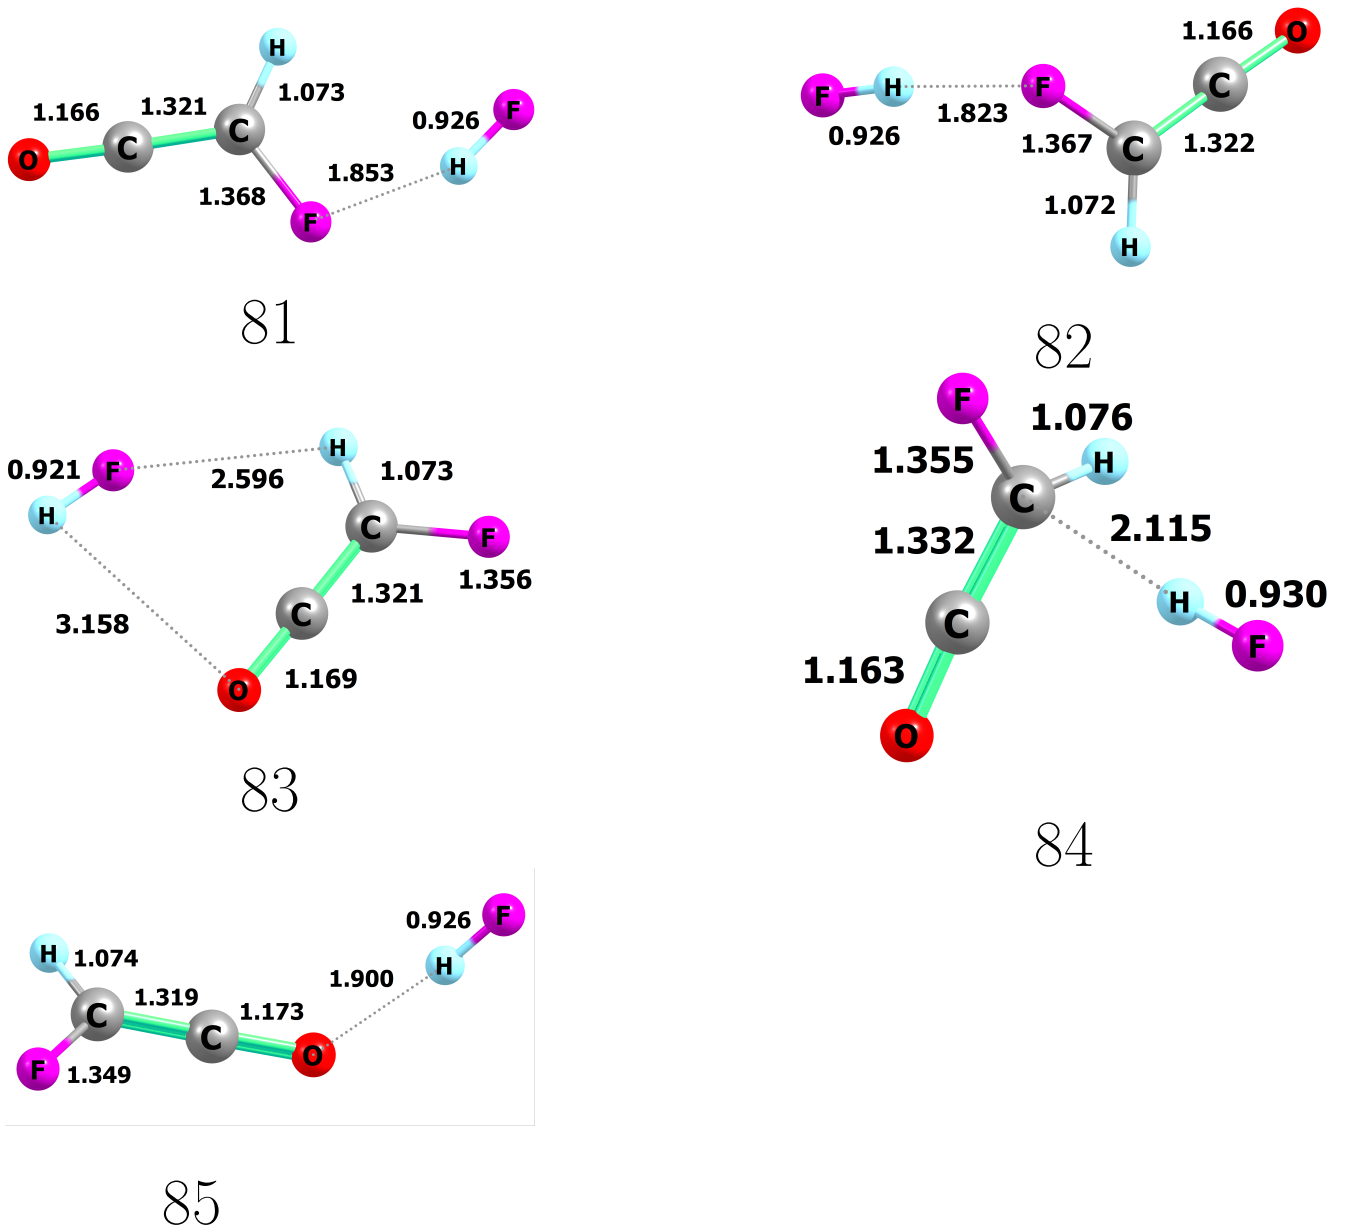 H
1.166 1.321 C 1.073
O C 0.926 F
H
1.368 1.853
F
81
1.166 O
F H F C
0.926 1.823 1.367 C 1.322
1.072
H
82
H
0.921 F 2.596 1.073
H C F
1.321 1.356
3.158 C
O 1.169
83
F 1.076
1.355 H
C
1.332 2.115
H 0.930
C F
1.163
O
84
0.926 F
H 1.074 H
1.319 1.900
C 1.173
C O
F 1.349
85